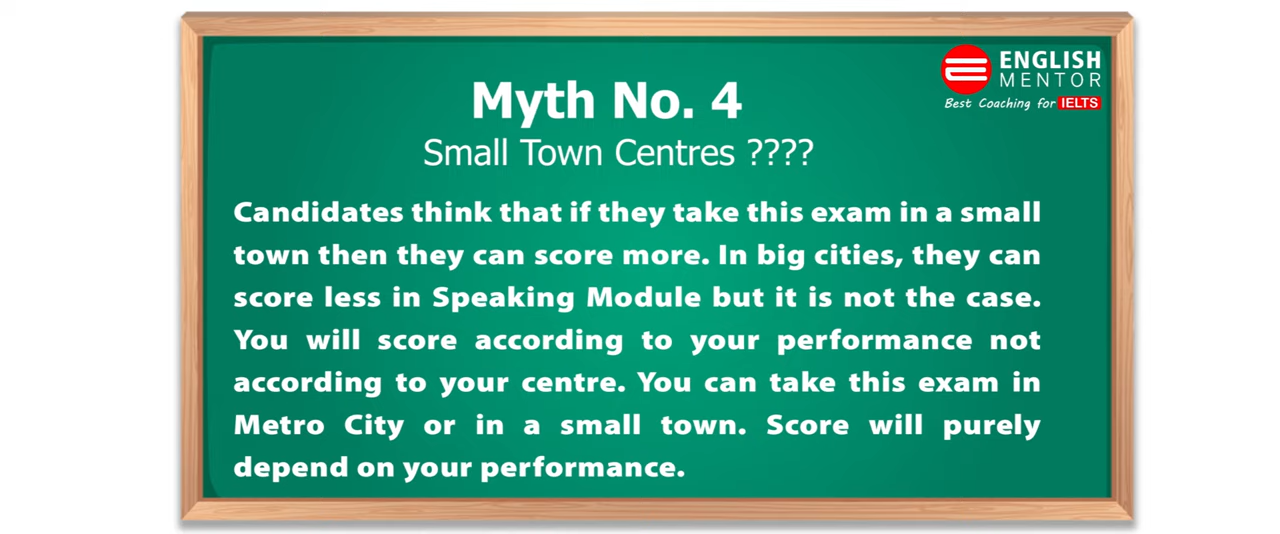 ENGLISH
MENTOR
Best Coaching for IELTS
Myth No. 4
Small Town Centres ????
Candidates think that if they take this exam in a small
town then they can score more. In big cities, they can
score less in Speaking Module but it is not the case.
You will score according to your performance not
according to your centre. You can take this exam in
Metro City or in a small town. Score will purely
depend on your performance.